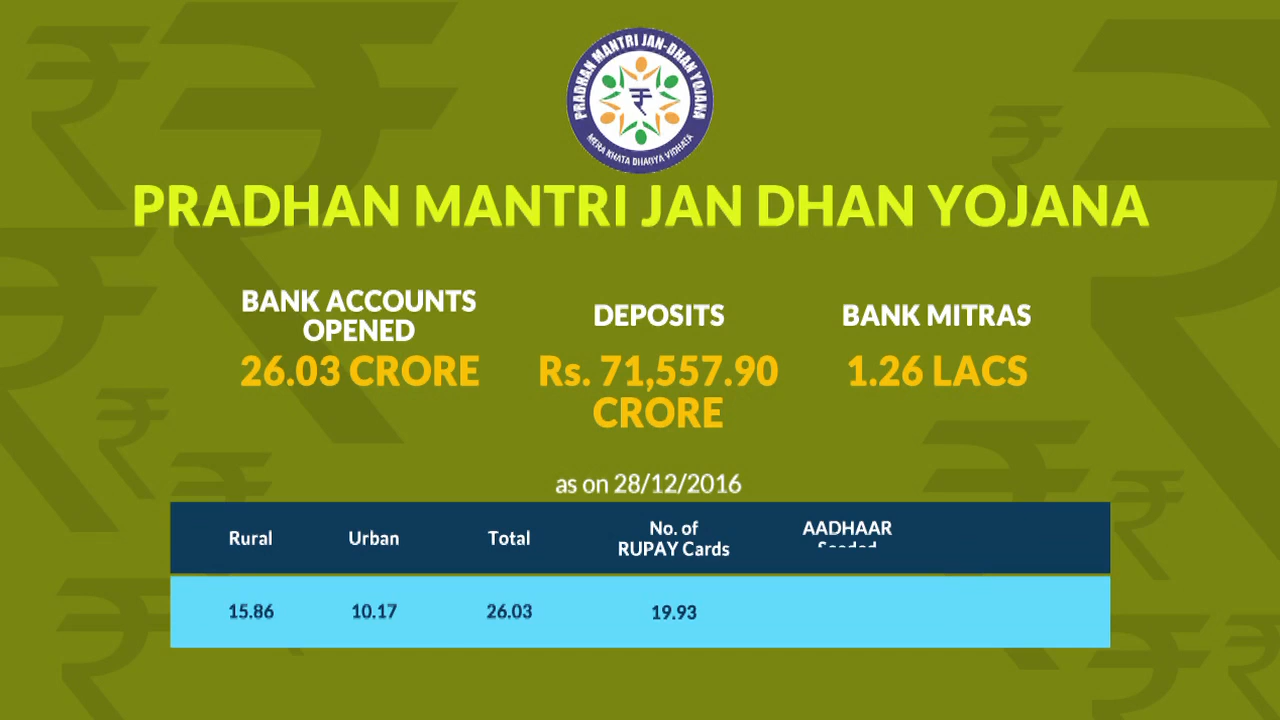 PRADHAN MANTRI JAN-DHAN YOJANA
MERA KHATA BHAGYA VIDHATA
PRADHAN MANTRI JAN DHAN YOJANA
BANK ACCOUNTS
OPENED
26.03 CRORE
DEPOSITS
Rs. 71,557.90
CRORE
BANK MITRAS
1.26 LACS
as on 28/12/2016
Rural Urban Total No. of
RUPAY Cards AADHAAR
15.86 10.17 26.03 19.93